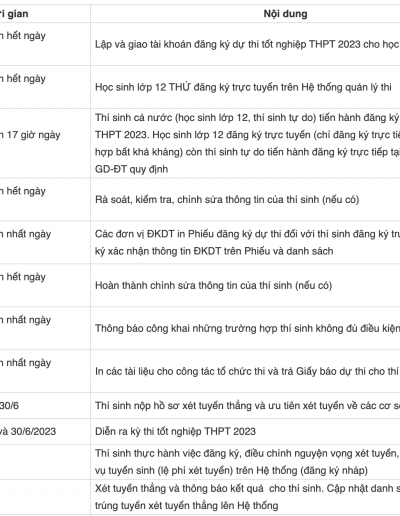 i gian
Nội dung
n hết ngày
Lập và giao tài khoản đăng ký dự thi tốt nghiệp THPT 2023 cho học
n hết ngày
Học sinh lớp 12 THỬ đăng ký trực tuyến trên Hệ thống quản lý thi
n 17 giờ ngày
Thí sinh cả nước (học sinh lớp 12, thí sinh tự do) tiến hành đăng ký
THPT 2023. Học sinh lớp 12 đăng ký trực tuyến (chỉ đăng ký trực tiế
hợp bất khả kháng) còn thí sinh tự do tiến hành đăng ký trực tiếp tại
GD-ĐT quy định
n hết ngày
Rà soát, kiểm tra, chỉnh sửa thông tin của thí sinh (nếu có)
n nhất ngày
Các đơn vị ĐKDT in Phiếu đăng ký dự thi đối với thí sinh đăng ký trự
ký xác nhận thông tin ĐKDT trên Phiếu và danh sách
n hết ngày
Hoàn thành chỉnh sửa thông tin của thí sinh (nếu có)
n nhất ngày
Thông báo công khai những trường hợp thí sinh không đủ điều kiện
n nhất ngày
In các tài liệu cho công tác tổ chức thi và trả Giấy báo dự thi cho thí
30/6
Thí sinh nộp hồ sơ xét tuyển thẳng và ưu tiên xét tuyển về các cơ s
và 30/6/2023
Diễn ra kỳ thi tốt nghiệp THPT 2023
Thí sinh thực hành việc đăng ký, điều chỉnh nguyện vọng xét tuyển,
vụ tuyển sinh (lệ phí xét tuyển) trên Hệ thống (đăng ký nháp)
Xét tuyển thẳng và thông báo kết quả cho thí sinh. Cập nhật danh s
trúng tuyển xét tuyển thẳng lên Hệ thống